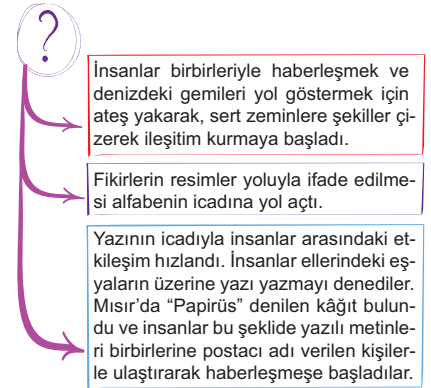 ?
İnsanlar birbirleriyle haberleşmek ve
denizdeki gemileri yol göstermek için
ateş yakarak, sert zeminlere şekiller çi-
zerek ileşitim kurmaya başladı.
Fikirlerin resimler yoluyla ifade edilme-
si alfabenin icadına yol açtı.
Yazının icadıyla insanlar arasındaki et-
kileşim hızlandı. İnsanlar ellerindeki eş-
yaların üzerine yazı yazmayı denediler.
Mısır’da “Papirüs” denilen kâğıt bulun-
du ve insanlar bu şeklide yazılı metinle-
ri birbirlerine postacı adı verilen kişiler-
le ulaştırarak haberleşmeşe başladılar.